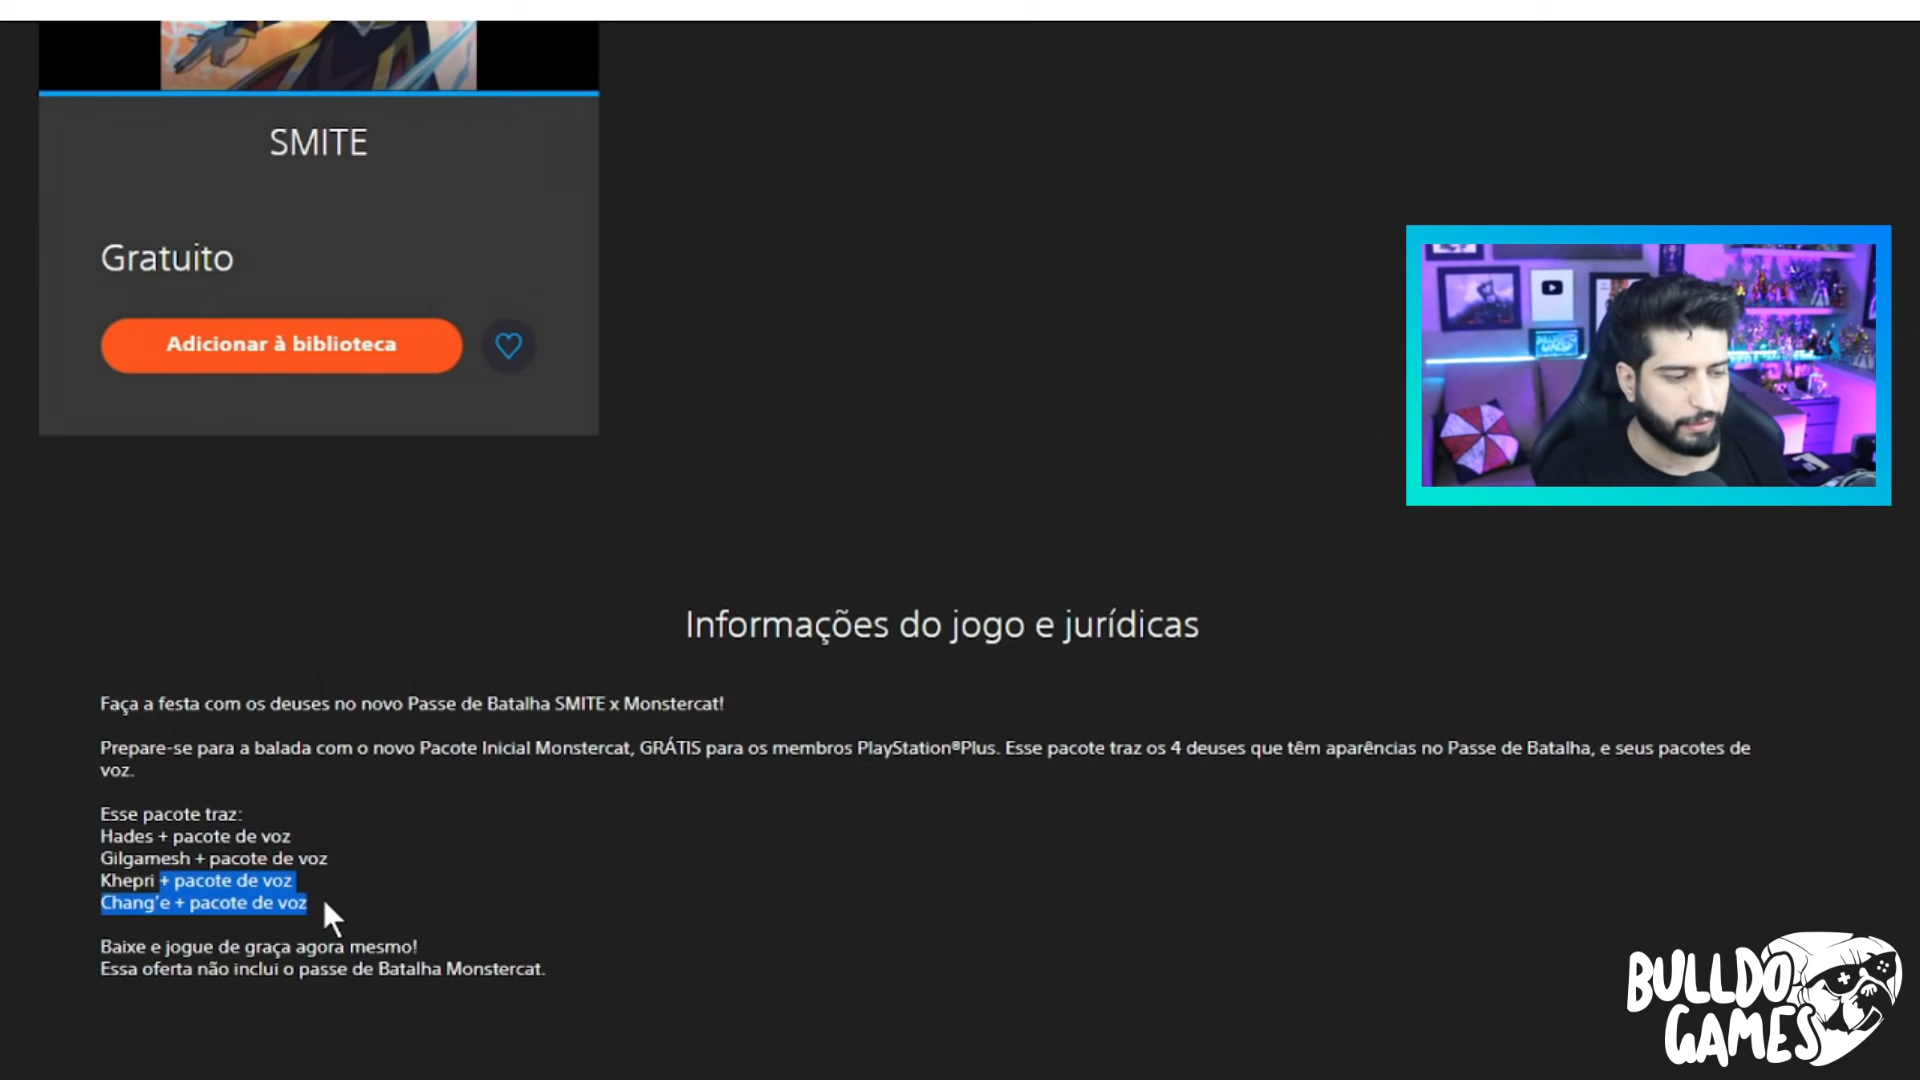 SMITE
Gratuito
Adicionar à biblioteca
Informações do jogo e jurídicas
Faça a festa com os deuses no novo Passe de Batalha SMITE x Monstercat!
Prepare-se para a balada com o novo Pacote Inicial Monstercat, GRÁTIS para os membros PlayStation®Plus. Esse pacote traz os 4 deuses que têm aparências no Passe de Batalha, e seus pacotes de
voz.
Esse pacote traz:
Hades + pacote de voz
Gilgamesh + pacote de voz
Khepri + pacote de voz
Chang'e + pacote de voz
Baixe e jogue de graça agora mesmo!
Essa oferta não inclui o passe de Batalha Monstercat.
BULLDO
GAMES